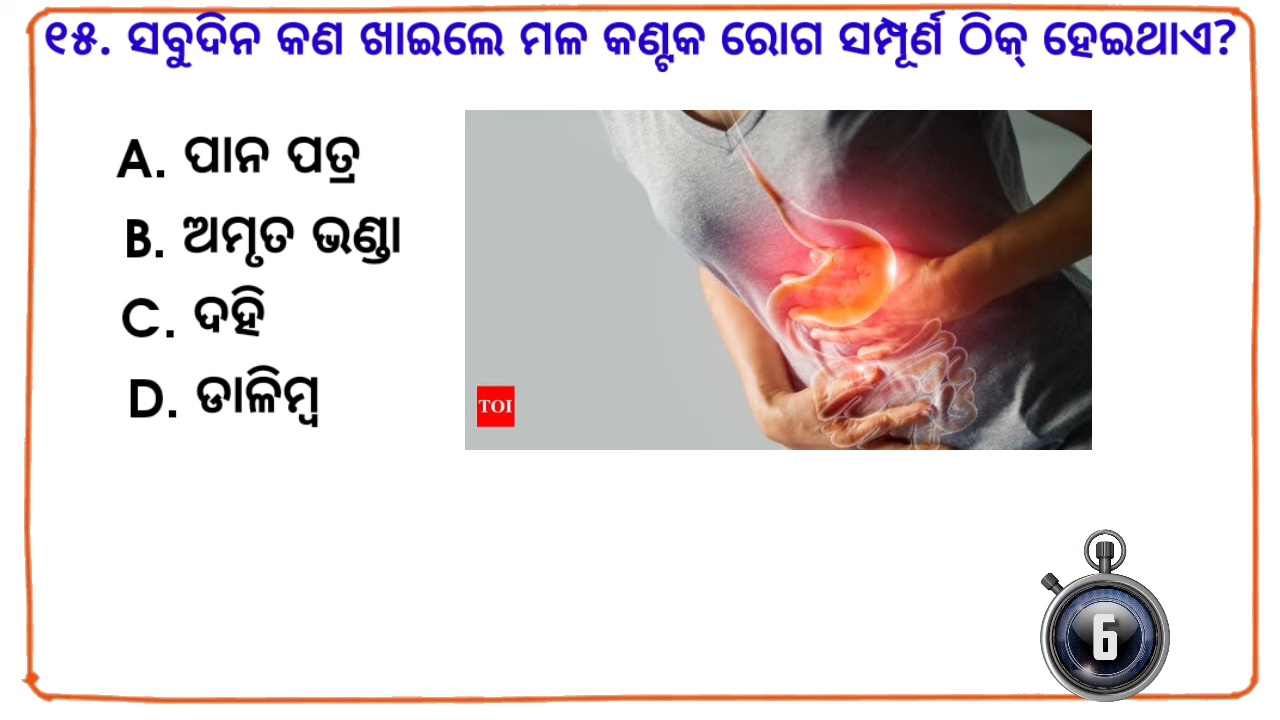 ୧୫. ସବୁଦିନ କଣ ଖାଇଲେ ମଳ କଣ୍ଟକ ରୋଗ ସମ୍ପୂର୍ଣ ଠିକ୍ ହେଇଥାଏ?
A. ପାନ ପତ୍ର
B. ଅମୃତ ଭଣ୍ଡା
C. ଦହି
D. ଡାଳିମ୍ବ
TOI
6